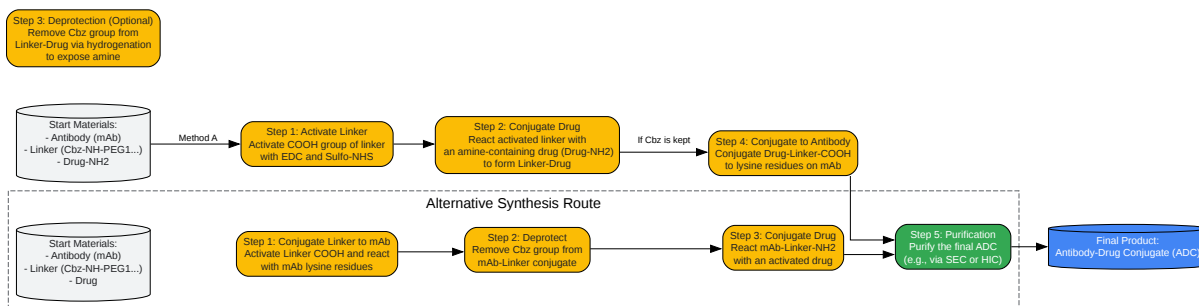 Step 3: Deprotection (Optional)
Remove Cbz group from
Linker-Drug via hydrogenation
to expose amine
Start Materials:
- Antibody (mAb)
- Linker (Cbz-NH-PEG1...)
- Drug-NH2
Method A
Step 1: Activate Linker
Activate COOH group of linker
with EDC and Sulfo-NHS
Step 2: Conjugate Drug
React activated linker with
an amine-containing drug (Drug-NH2)
to form Linker-Drug
If Cbz is kept
Step 4: Conjugate to Antibody
Conjugate Drug-Linker-COOH
to lysine residues on mAb
Alternative Synthesis Route
Start Materials:
- Antibody (mAb)
- Linker (Cbz-NH-PEG1...)
- Drug
Step 1: Conjugate Linker to mAb
Activate Linker COOH and react
with mAb lysine residues
Step 2: Deprotect
Remove Cbz group from
mAb-Linker conjugate
Step 3: Conjugate Drug
React mAb-Linker-NH2
with an activated drug
Step 5: Purification
Purify the final ADC
(e.g., via SEC or HIC)
Final Product:
Antibody-Drug Conjugate (ADC)